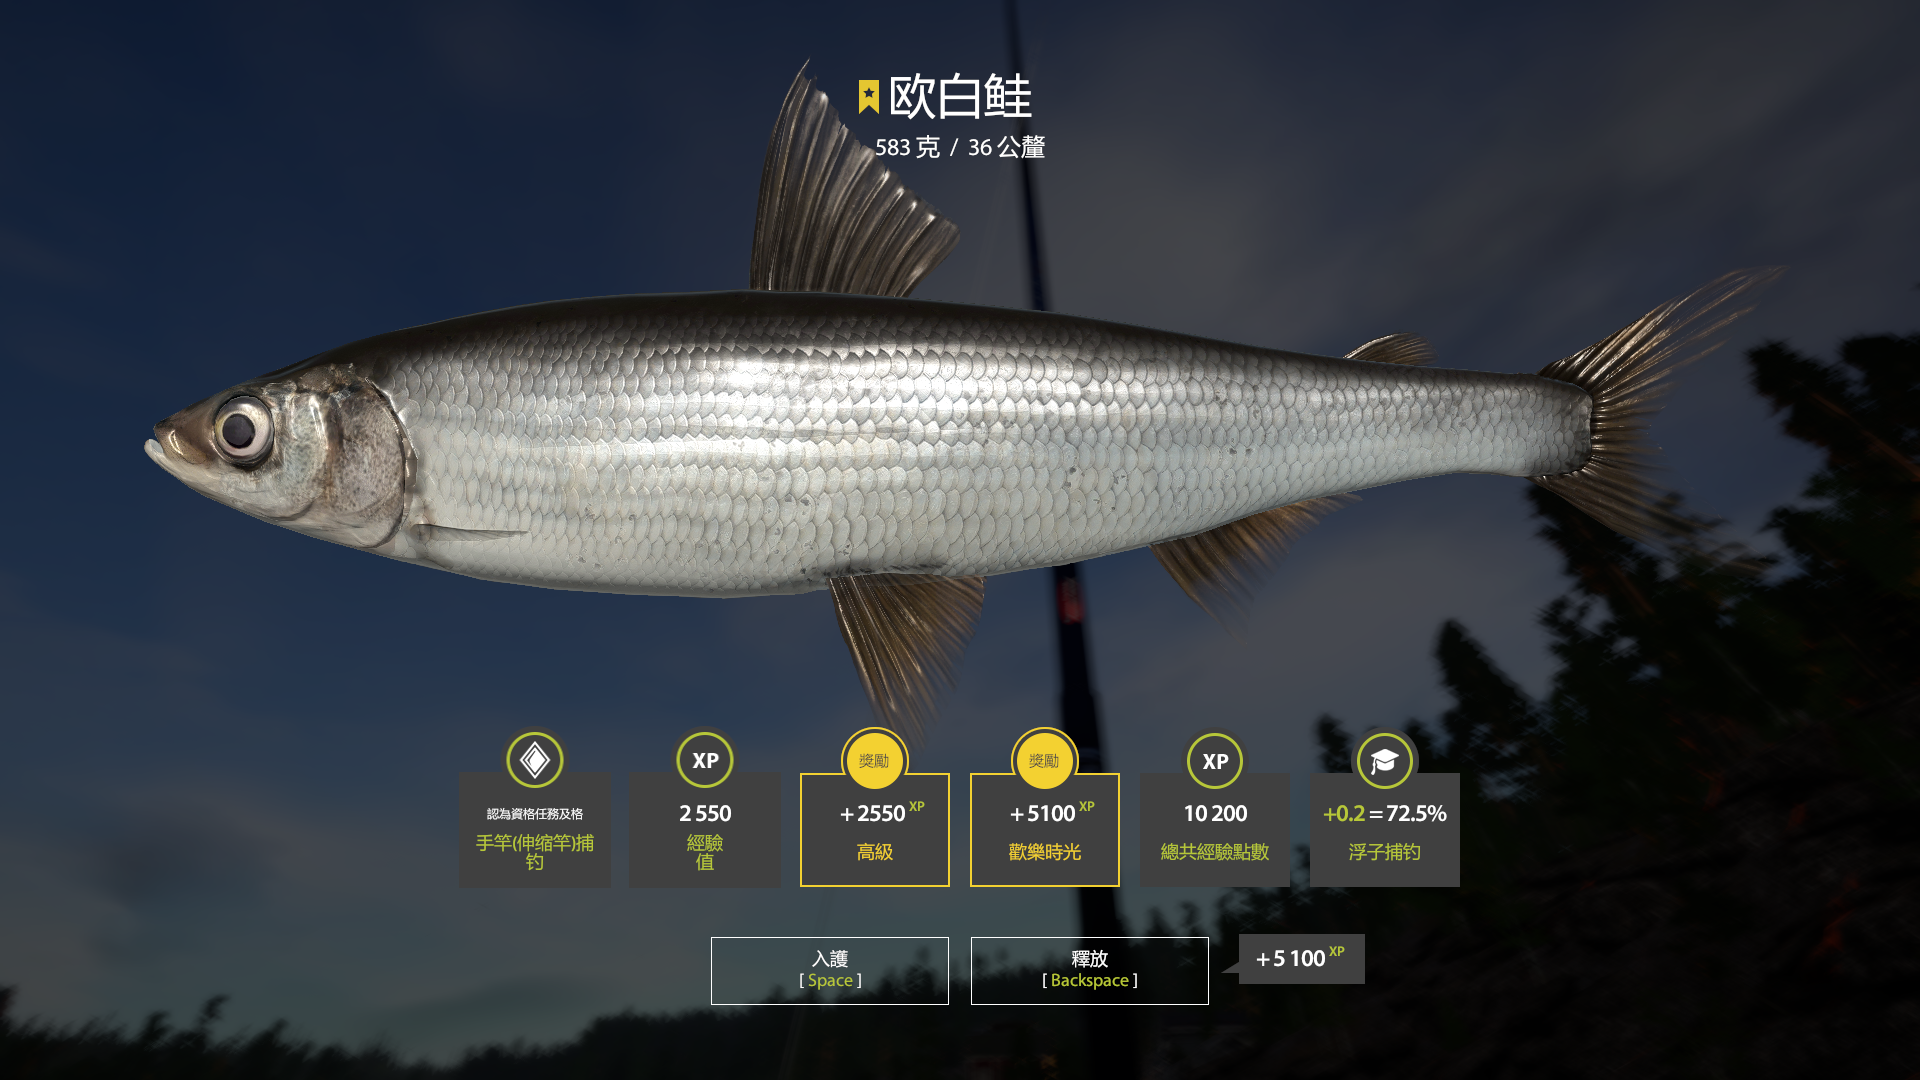 欧白鲑
583 克 / 36 公釐
認為資格任務及格
手竿(伸缩竿)捕
钓
XP
2 550
經驗
值
獎勵
+2550 XP
高級
獎勵
+5100 XP
歡樂時光
XP
10 200
總共經驗點數
+0.2 = 72.5%
浮子捕钓
入護
[ Space ]
釋放
[ Backspace ]
+5 100 XP